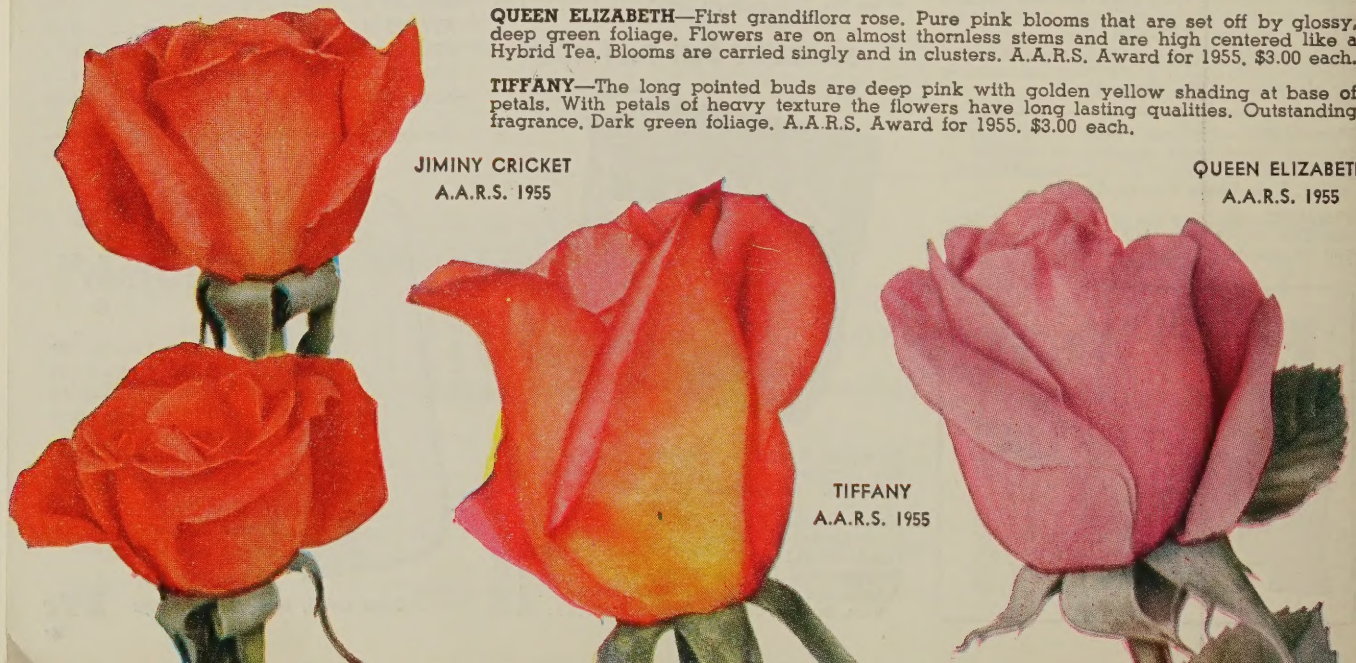 QUEEN ELIZABETH—First grandiflora rose. Pure pink blooms that are set off by glossy,
deep green foliage. Flowers are on almost thornless stems and are high centered like a
Hybrid Tea. Blooms are carried singly and in clusters. A.A.R.S. Award for 1955. $3.00 each.
TIFFANY—The long pointed buds are deep pink with golden yellow shading at base of
petals. With petals of heavy texture the flowers have long lasting qualities. Outstanding
fragrance. Dark green foliage. A.A.R.S. Award for 1955. $3.00 each.
JIMINY CRICKET
A.A.R.S. 1955
QUEEN ELIZABET
A.A.R.S. 1955
TIFFANY
A.A.R.S. 1955